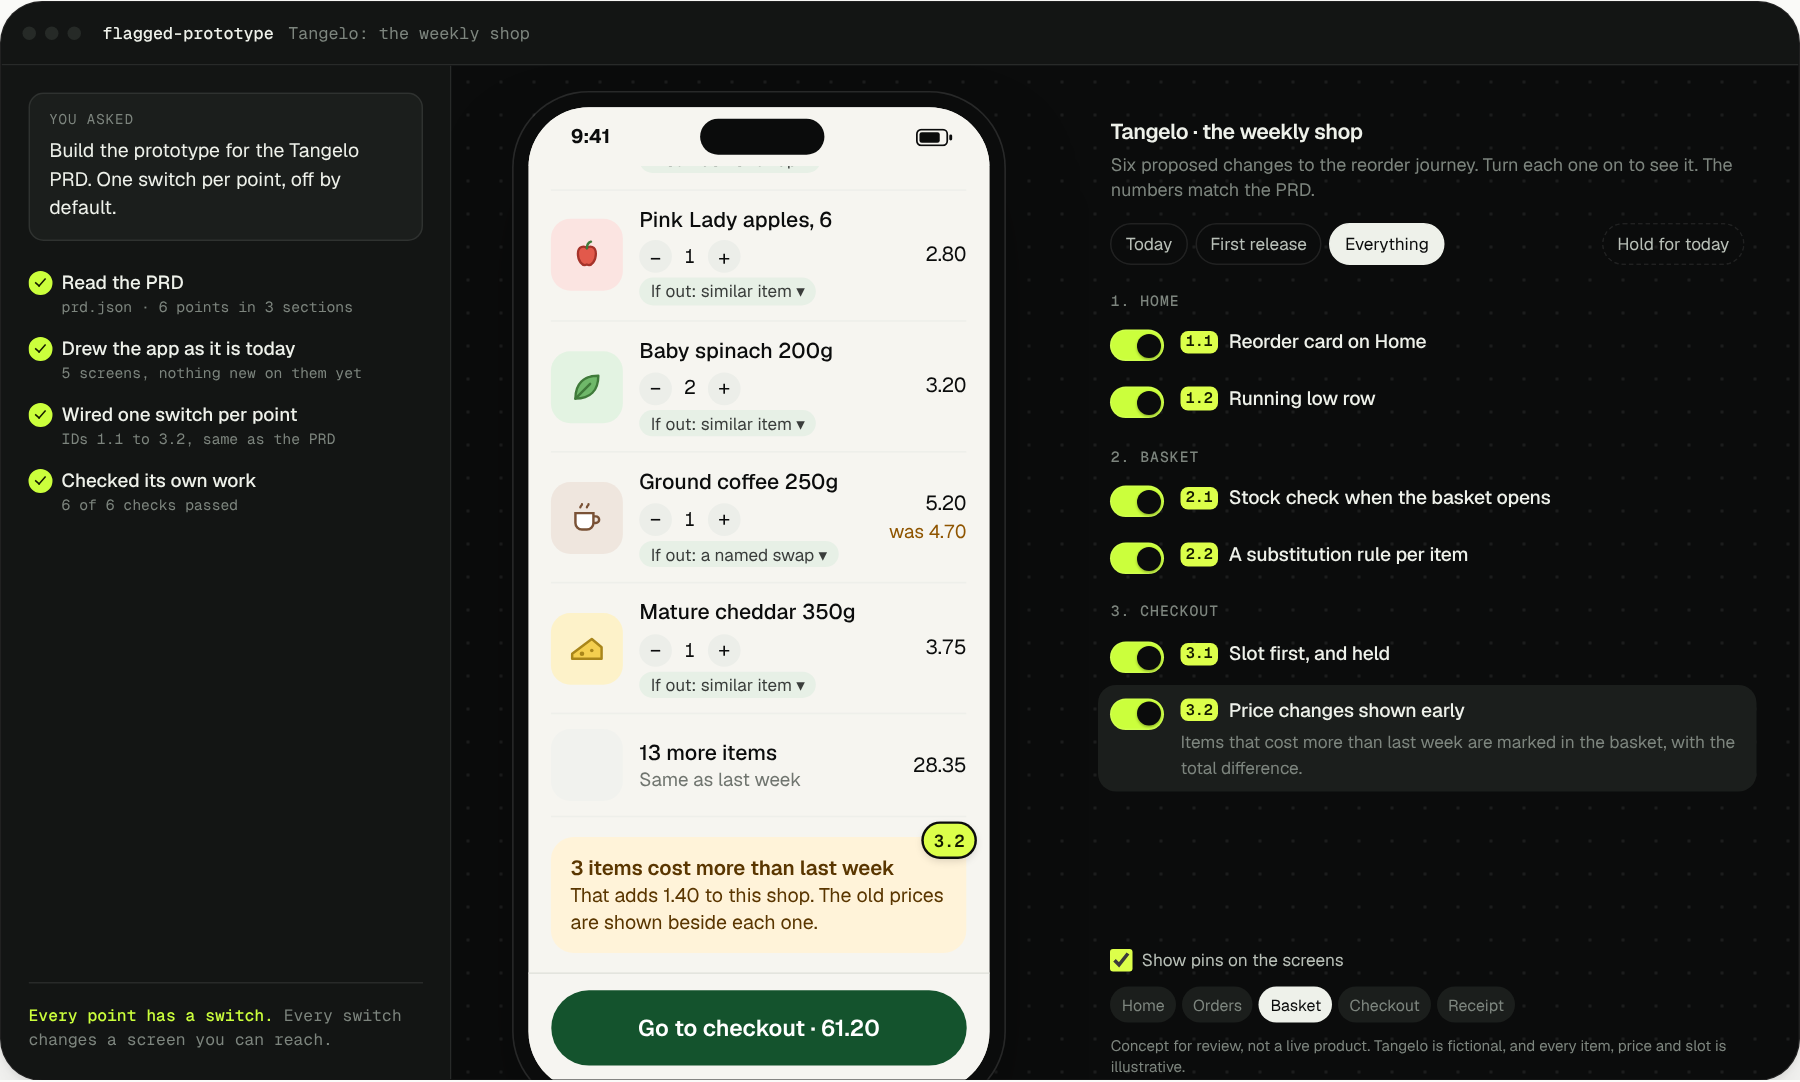 flagged-prototype Tangelo: the weekly shop
YOU ASKED
Build the prototype for the Tangelo
PRD. One switch per point, off by
default.
Read the PRD
prd.json · 6 points in 3 sections
Drew the app as it is today
5 screens, nothing new on them yet
Wired one switch per point
IDs 1.1 to 3.2, same as the PRD
Checked its own work
6 of 6 checks passed
Every point has a switch. Every switch
changes a screen you can reach.
9:41
Pink Lady apples, 6
− 1 +
2.80
If out: similar item ▾
Baby spinach 200g
− 2 +
3.20
If out: similar item ▾
Ground coffee 250g
− 1 +
5.20
was 4.70
If out: a named swap ▾
Mature cheddar 350g
− 1 +
3.75
If out: similar item ▾
13 more items
Same as last week
28.35
3.2
3 items cost more than last week
That adds 1.40 to this shop. The old prices
are shown beside each one.
Go to checkout · 61.20
Tangelo · the weekly shop
Six proposed changes to the reorder journey. Turn each one on to see it. The
numbers match the PRD.
Today First release Everything Hold for today
1. HOME
1.1 Reorder card on Home
1.2 Running low row
2. BASKET
2.1 Stock check when the basket opens
2.2 A substitution rule per item
3. CHECKOUT
3.1 Slot first, and held
3.2 Price changes shown early
Items that cost more than last week are marked in the basket, with the
total difference.
Show pins on the screens
Home Orders Basket Checkout Receipt
Concept for review, not a live product. Tangelo is fictional, and every item, price and slot is
illustrative.